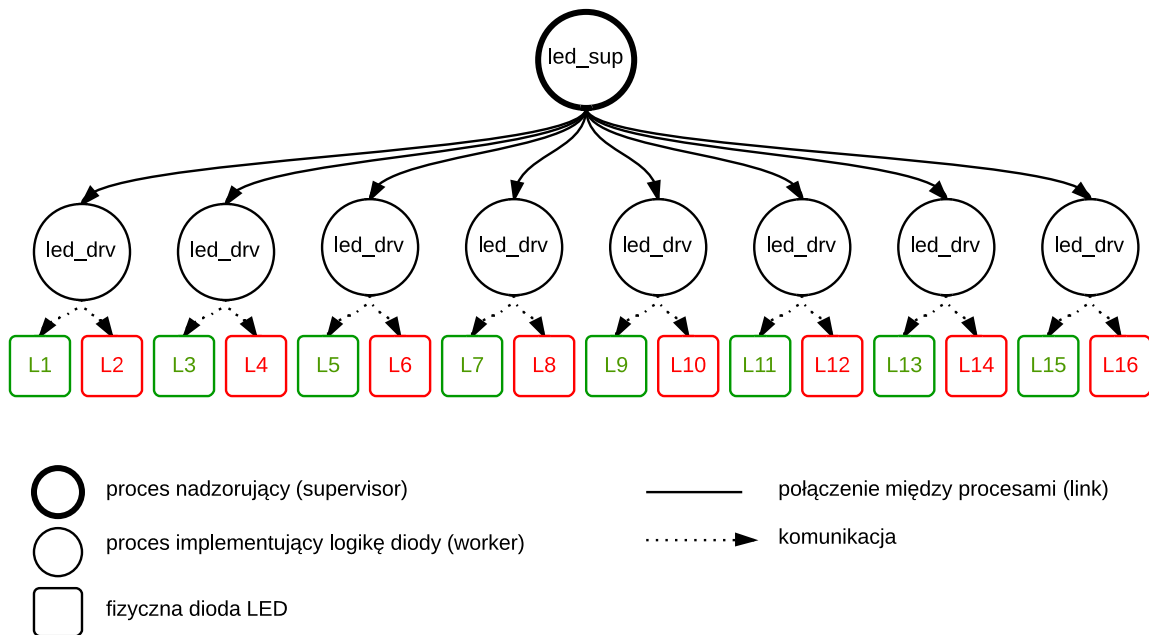 led_sup
led_drv led_drv led_drv led_drv led_drv led_drv led_drv led_drv
L1 L2 L3 L4 L5 L6 L7 L8 L9 L10 L11 L12 L13 L14 L15 L16
proces nadzorujący (supervisor)
połączenie między procesami (link)
proces implementujący logikę diody (worker)
komunikacja
fizyczna dioda LED